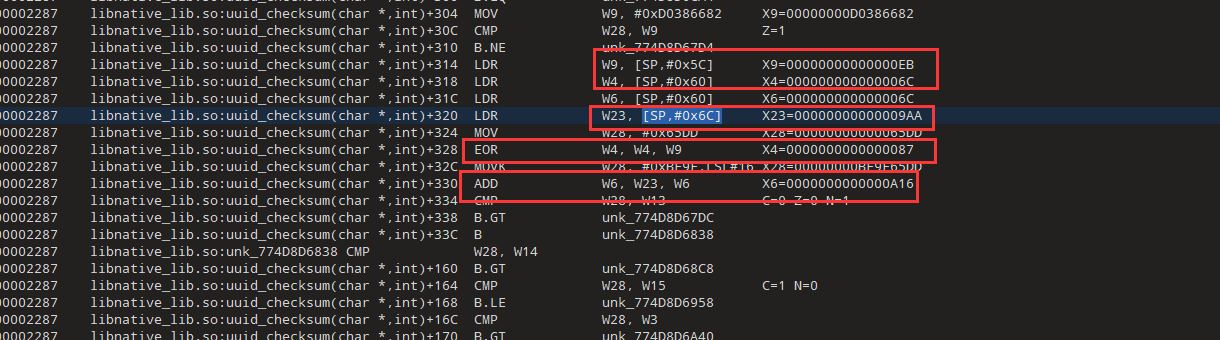 00002287 libnative_lib.so:uuid_checksum(char *,int)+304 MOV W9, #0xD0386682 X9=00000000D0386682
00002287 libnative_lib.so:uuid_checksum(char *,int)+30C CMP W28, W9 Z=1
00002287 libnative_lib.so:uuid_checksum(char *,int)+310 B.NE unk_774D8D67D4
00002287 libnative_lib.so:uuid_checksum(char *,int)+314 LDR W9, [SP,#0x5C] X9=00000000000000EB
00002287 libnative_lib.so:uuid_checksum(char *,int)+318 LDR W4, [SP,#0x60] X4=000000000000006C
00002287 libnative_lib.so:uuid_checksum(char *,int)+31C LDR W6, [SP,#0x60] X6=000000000000006C
00002287 libnative_lib.so:uuid_checksum(char *,int)+320 LDR W23, [SP,#0x6C] X23=00000000000009AA
00002287 libnative_lib.so:uuid_checksum(char *,int)+324 MOV W28, #0x65DD X28=00000000000065DD
00002287 libnative_lib.so:uuid_checksum(char *,int)+328 EOR W4, W4, W9 X4=0000000000000087
00002287 libnative_lib.so:uuid_checksum(char *,int)+32C MOVK W28, #0xBE9E,LSL#16 X28=00000000BE9E65DD
00002287 libnative_lib.so:uuid_checksum(char *,int)+330 ADD W6, W23, W6 X6=0000000000000A16
00002287 libnative_lib.so:uuid_checksum(char *,int)+334 CMP W28, W13 C=0 Z=0 N=1
00002287 libnative_lib.so:uuid_checksum(char *,int)+338 B.GT unk_774D8D67DC
00002287 libnative_lib.so:uuid_checksum(char *,int)+33C B unk_774D8D6838
00002287 libnative_lib.so:unk_774D8D6838 CMP W28, W14
00002287 libnative_lib.so:uuid_checksum(char *,int)+160 B.GT unk_774D8D68C8
00002287 libnative_lib.so:uuid_checksum(char *,int)+164 CMP W28, W15 C=1 N=0
00002287 libnative_lib.so:uuid_checksum(char *,int)+168 B.LE unk_774D8D6958
00002287 libnative_lib.so:uuid_checksum(char *,int)+16C CMP W28, W3
00002287 libnative_lib.so:uuid_checksum(char *,int)+170 B.GT unk_774D8D6A40